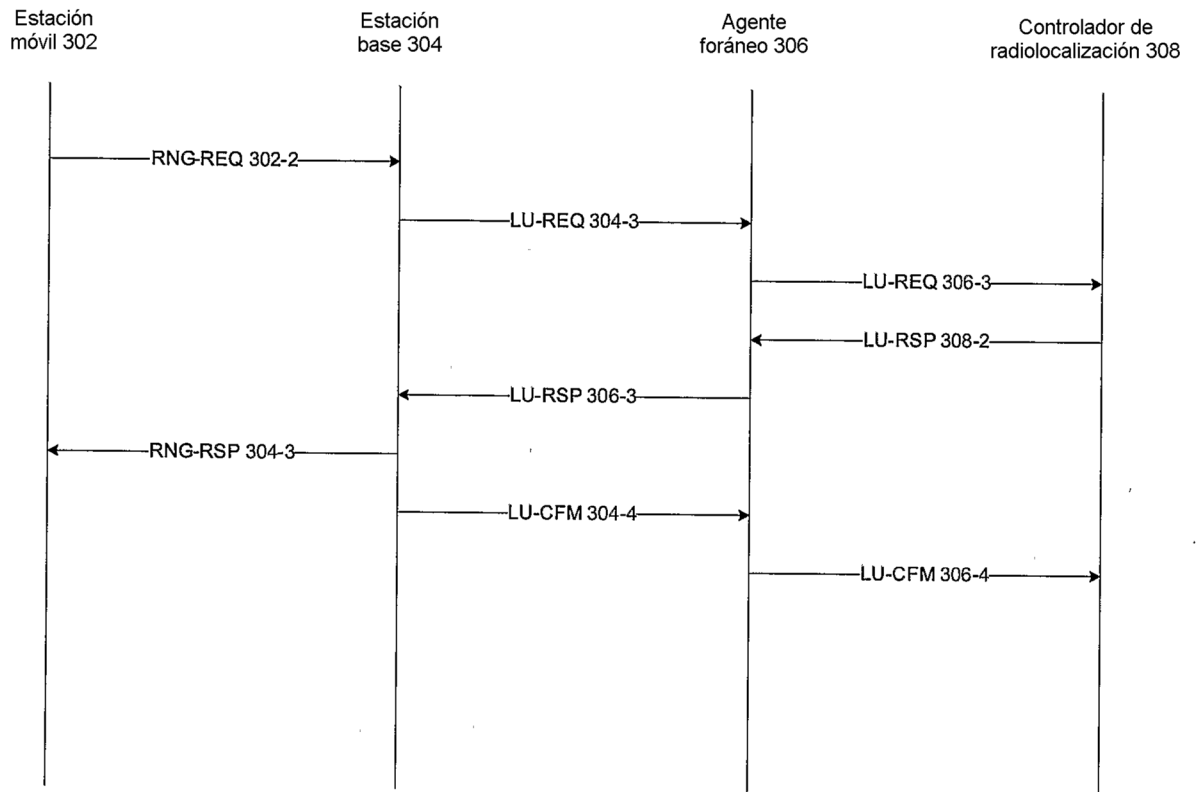 Estación
móvil 302
Estación
base 304
Agente
foráneo 306
Controlador de
radiolocalización 308
RNG-REQ 302-2
LU-REQ 304-3
LU-REQ 306-3
LU-RSP 308-2
LU-RSP 306-3
RNG-RSP 304-3
LU-CFM 304-4
LU-CFM 306-4